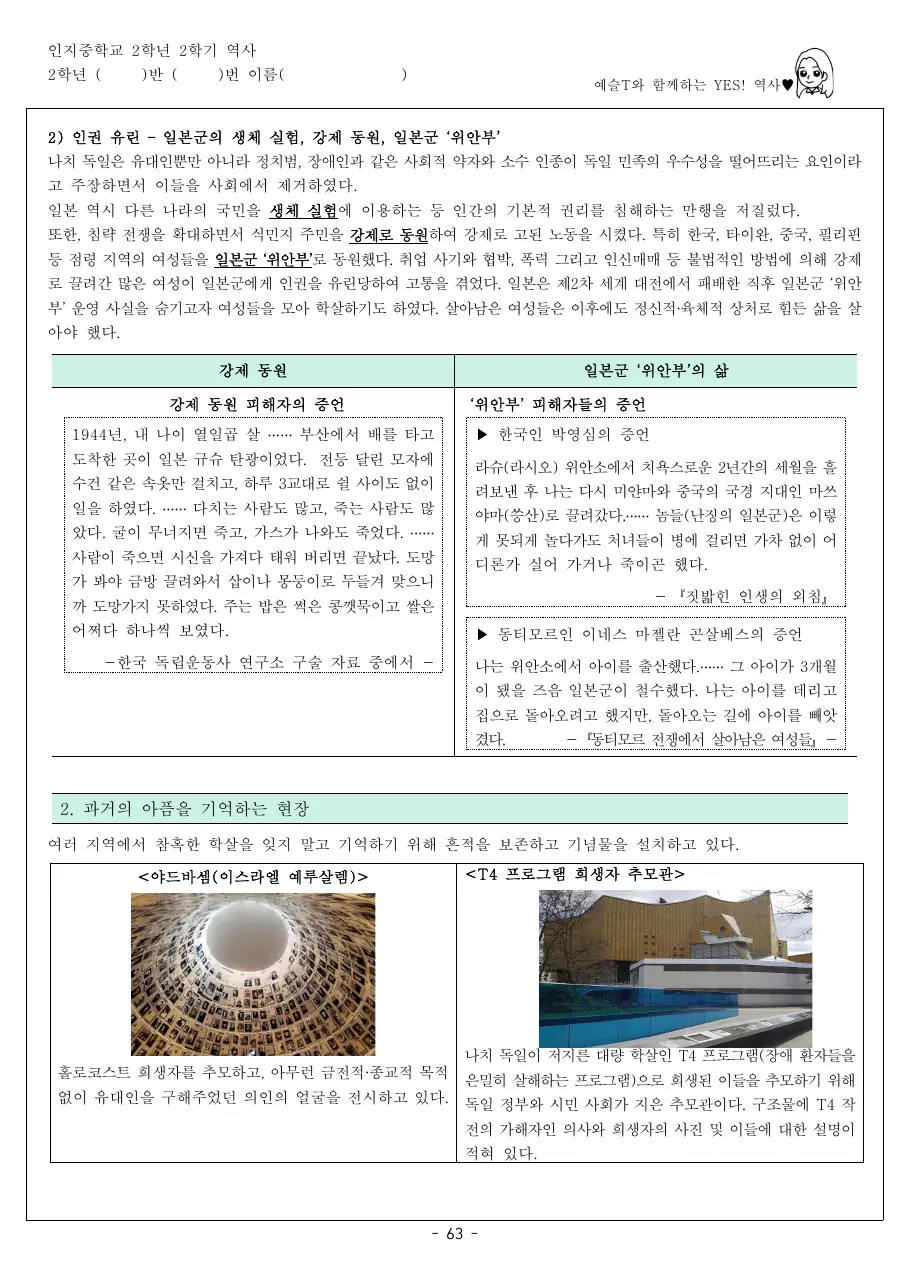 인지중학교 2학년 2학기 역사
2학년 (     )반 (     )번 이름(               )
예슬T와 함께하는 YES! 역사♥
2) 인권 유린 - 일본군의 생체 실험, 강제 동원, 일본군 ‘위안부’
나치 독일은 유대인뿐만 아니라 정치범, 장애인과 같은 사회적 약자와 소수 인종이 독일 민족의 우수성을 떨어뜨리는 요인이라
고 주장하면서 이들을 사회에서 제거하였다.
일본 역시 다른 나라의 국민을 생체 실험에 이용하는 등 인간의 기본적 권리를 침해하는 만행을 저질렀다.
또한, 침략 전쟁을 확대하면서 식민지 주민을 강제로 동원하여 강제로 고된 노동을 시켰다. 특히 한국, 타이완, 중국, 필리핀
등 점령 지역의 여성들을 일본군 ‘위안부’로 동원했다. 취업 사기와 협박, 폭력 그리고 인신매매 등 불법적인 방법에 의해 강제
로 끌려간 많은 여성이 일본군에게 인권을 유린당하여 고통을 겪었다. 일본은 제2차 세계 대전에서 패배한 직후 일본군 ‘위안
부’ 운영 사실을 숨기고자 여성들을 모아 학살하기도 하였다. 살아남은 여성들은 이후에도 정신적·육체적 상처로 힘든 삶을 살
아야 했다.
강제 동원
강제 동원 피해자의 증언
1944년, 내 나이 열일곱 살 …… 부산에서 배를 타고
도착한 곳이 일본 규슈 탄광이었다.  전등 달린 모자에
수건 같은 속옷만 걸치고, 하루 3교대로 쉴 사이도 없이
일을 하였다. …… 다치는 사람도 많고, 죽는 사람도 많
았다. 굴이 무너지면 죽고, 가스가 나와도 죽었다. ……
사람이 죽으면 시신을 가져다 태워 버리면 끝났다. 도망
가 봐야 금방 끌려와서 삽이나 몽둥이로 두들겨 맞으니
까 도망가지 못하였다. 주는 밥은 썩은 콩깻묵이고 쌀은
어쩌다 하나씩 보였다.
-한국 독립운동사 연구소 구술 자료 중에서 -
일본군 ‘위안부’의 삶
‘위안부’ 피해자들의 증언
▶ 한국인 박영심의 증언
라슈(라시오) 위안소에서 치욕스로운 2년간의 세월을 흘
려보낸 후 나는 다시 미얀마와 중국의 국경 지대인 마쓰
야마(쑹산)로 끌려갔다.…… 놈들(난징의 일본군)은 이렇
게 못되게 놀다가도 처녀들이 병에 걸리면 가차 없이 어
디론가 실어 가거나 죽이곤 했다.
- 『짓밟힌 인생의 외침』
▶ 동티모르인 이네스 마젤란 곤살베스의 증언
나는 위안소에서 아이를 출산했다.…… 그 아이가 3개월
이 됐을 즈음 일본군이 철수했다. 나는 아이를 데리고
집으로 돌아오려고 했지만, 돌아오는 길에 아이를 빼앗
겼다.          - 『동티모르 전쟁에서 살아남은 여성들』 -
2. 과거의 아픔을 기억하는 현장
여러 지역에서 참혹한 학살을 잊지 말고 기억하기 위해 흔적을 보존하고 기념물을 설치하고 있다.
<야드바셈(이스라엘 예루살렘)>
홀로코스트 희생자를 추모하고, 아무런 금전적·종교적 목적
없이 유대인을 구해주었던 의인의 얼굴을 전시하고 있다.
<T4 프로그램 희생자 추모관>
나치 독일이 저지른 대량 학살인 T4 프로그램(장애 환자들을
은밀히 살해하는 프로그램)으로 희생된 이들을 추모하기 위해
독일 정부와 시민 사회가 지은 추모관이다. 구조물에 T4 작
전의 가해자인 의사와 희생자의 사진 및 이들에 대한 설명이
적혀 있다.
- 63 -